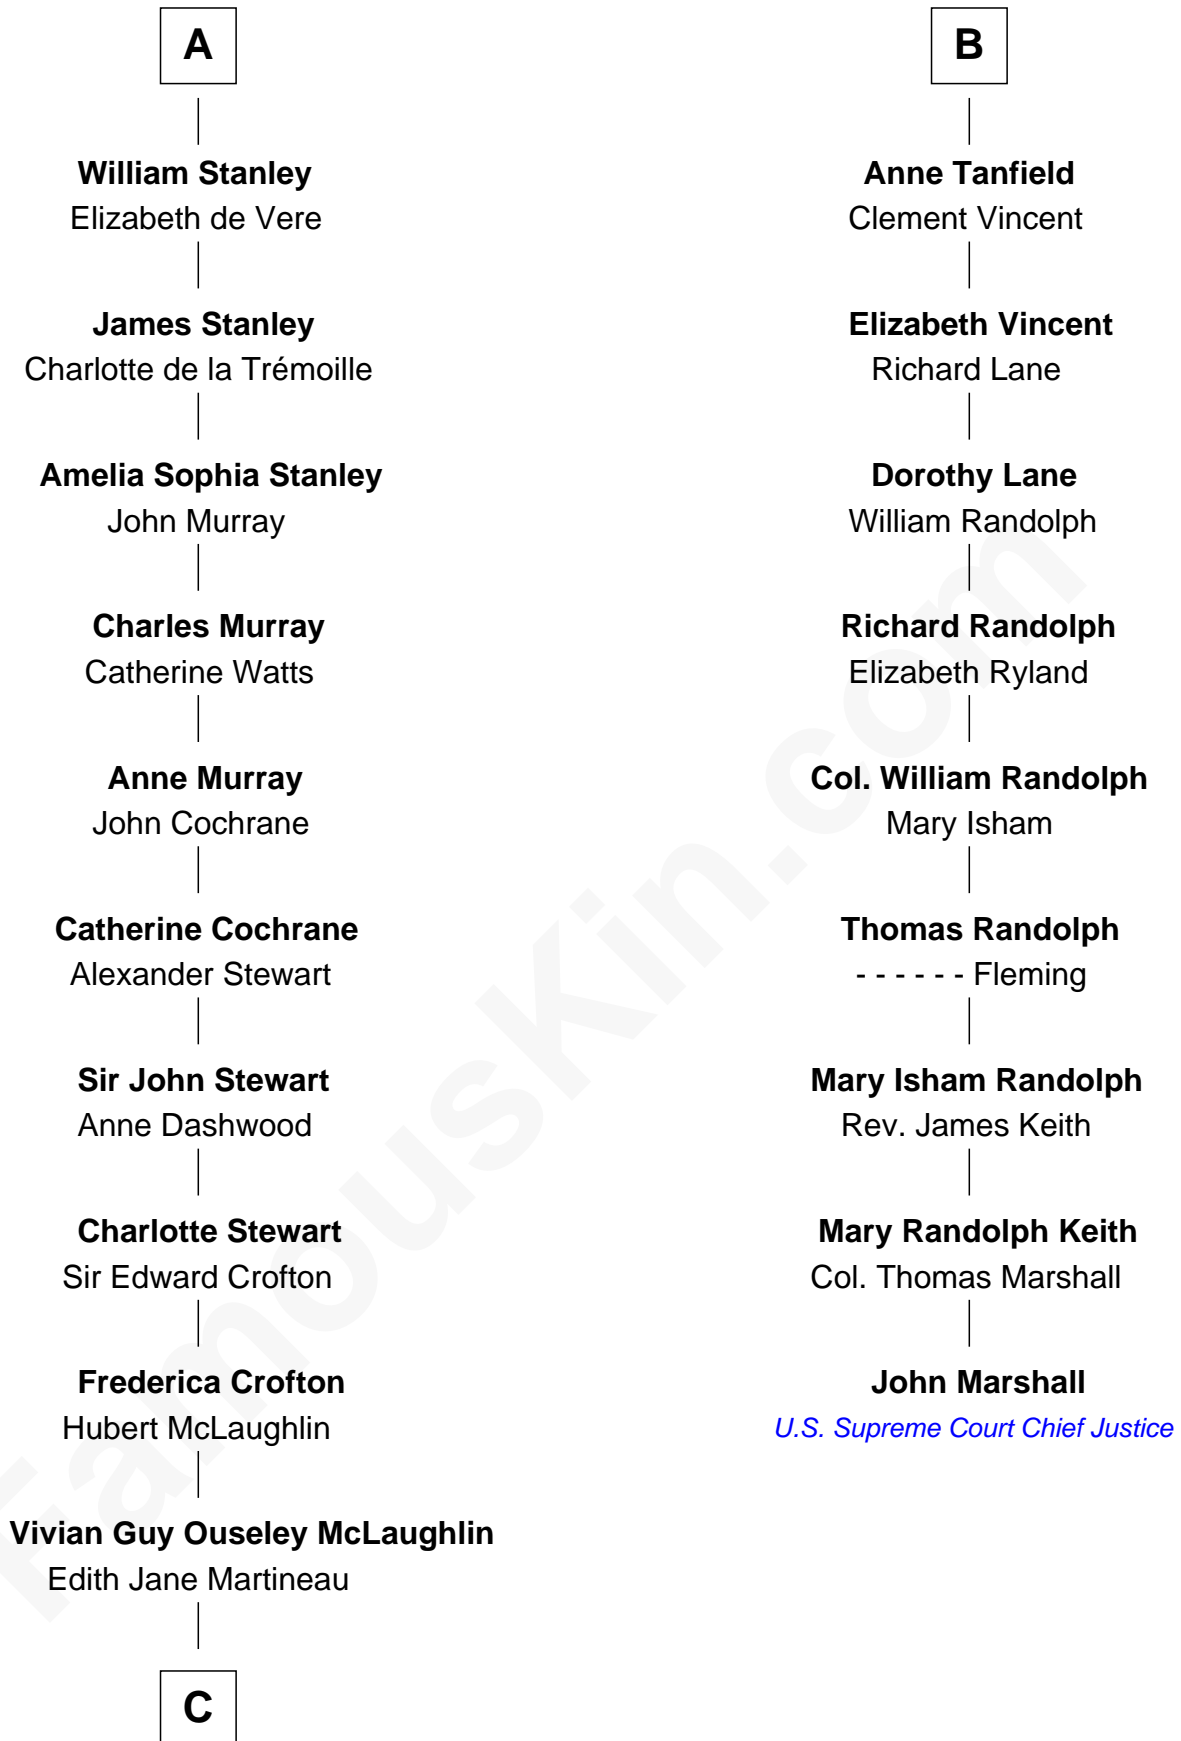 A
William Stanley
Elizabeth de Vere
James Stanley
Charlotte de la Trémoille
Amelia Sophia Stanley
John Murray
Charles Murray
Catherine Watts
Anne Murray
John Cochrane
Catherine Cochrane
Alexander Stewart
Sir John Stewart
Anne Dashwood
Charlotte Stewart
Sir Edward Crofton
Frederica Crofton
Hubert McLaughlin
Vivian Guy Ouseley McLaughlin
Edith Jane Martineau
C
B
Anne Tanfield
Clement Vincent
Elizabeth Vincent
Richard Lane
Dorothy Lane
William Randolph
Richard Randolph
Elizabeth Ryland
Col. William Randolph
Mary Isham
Thomas Randolph
- - - - - - Fleming
Mary Isham Randolph
Rev. James Keith
Mary Randolph Keith
Col. Thomas Marshall
John Marshall
U.S. Supreme Court Chief Justice
FamousKin.com